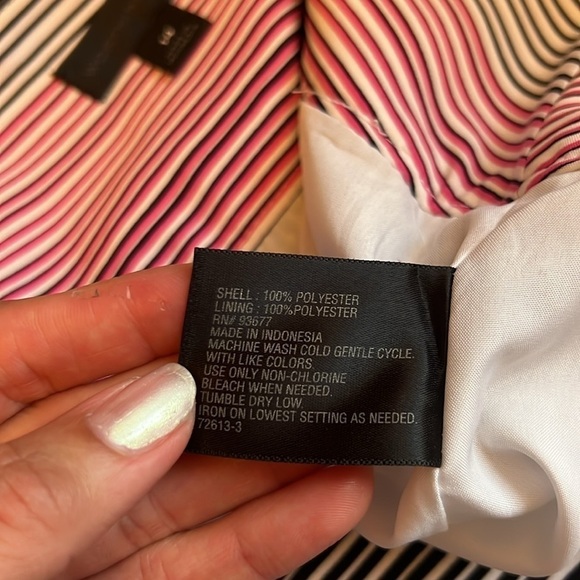 SHELL : 100% POLYESTER
LINING : 100%POLYESTER
RN# 93677
MADE IN INDONESIA
MACHINE WASH COLD GENTLE CYCLE.
WITH LIKE COLORS.
USE ONLY NON-CHLORINE
BLEACH WHEN NEEDED.
TUMBLE DRY LOW.
IRON ON LOWEST SETTING AS NEEDED.
72613-3